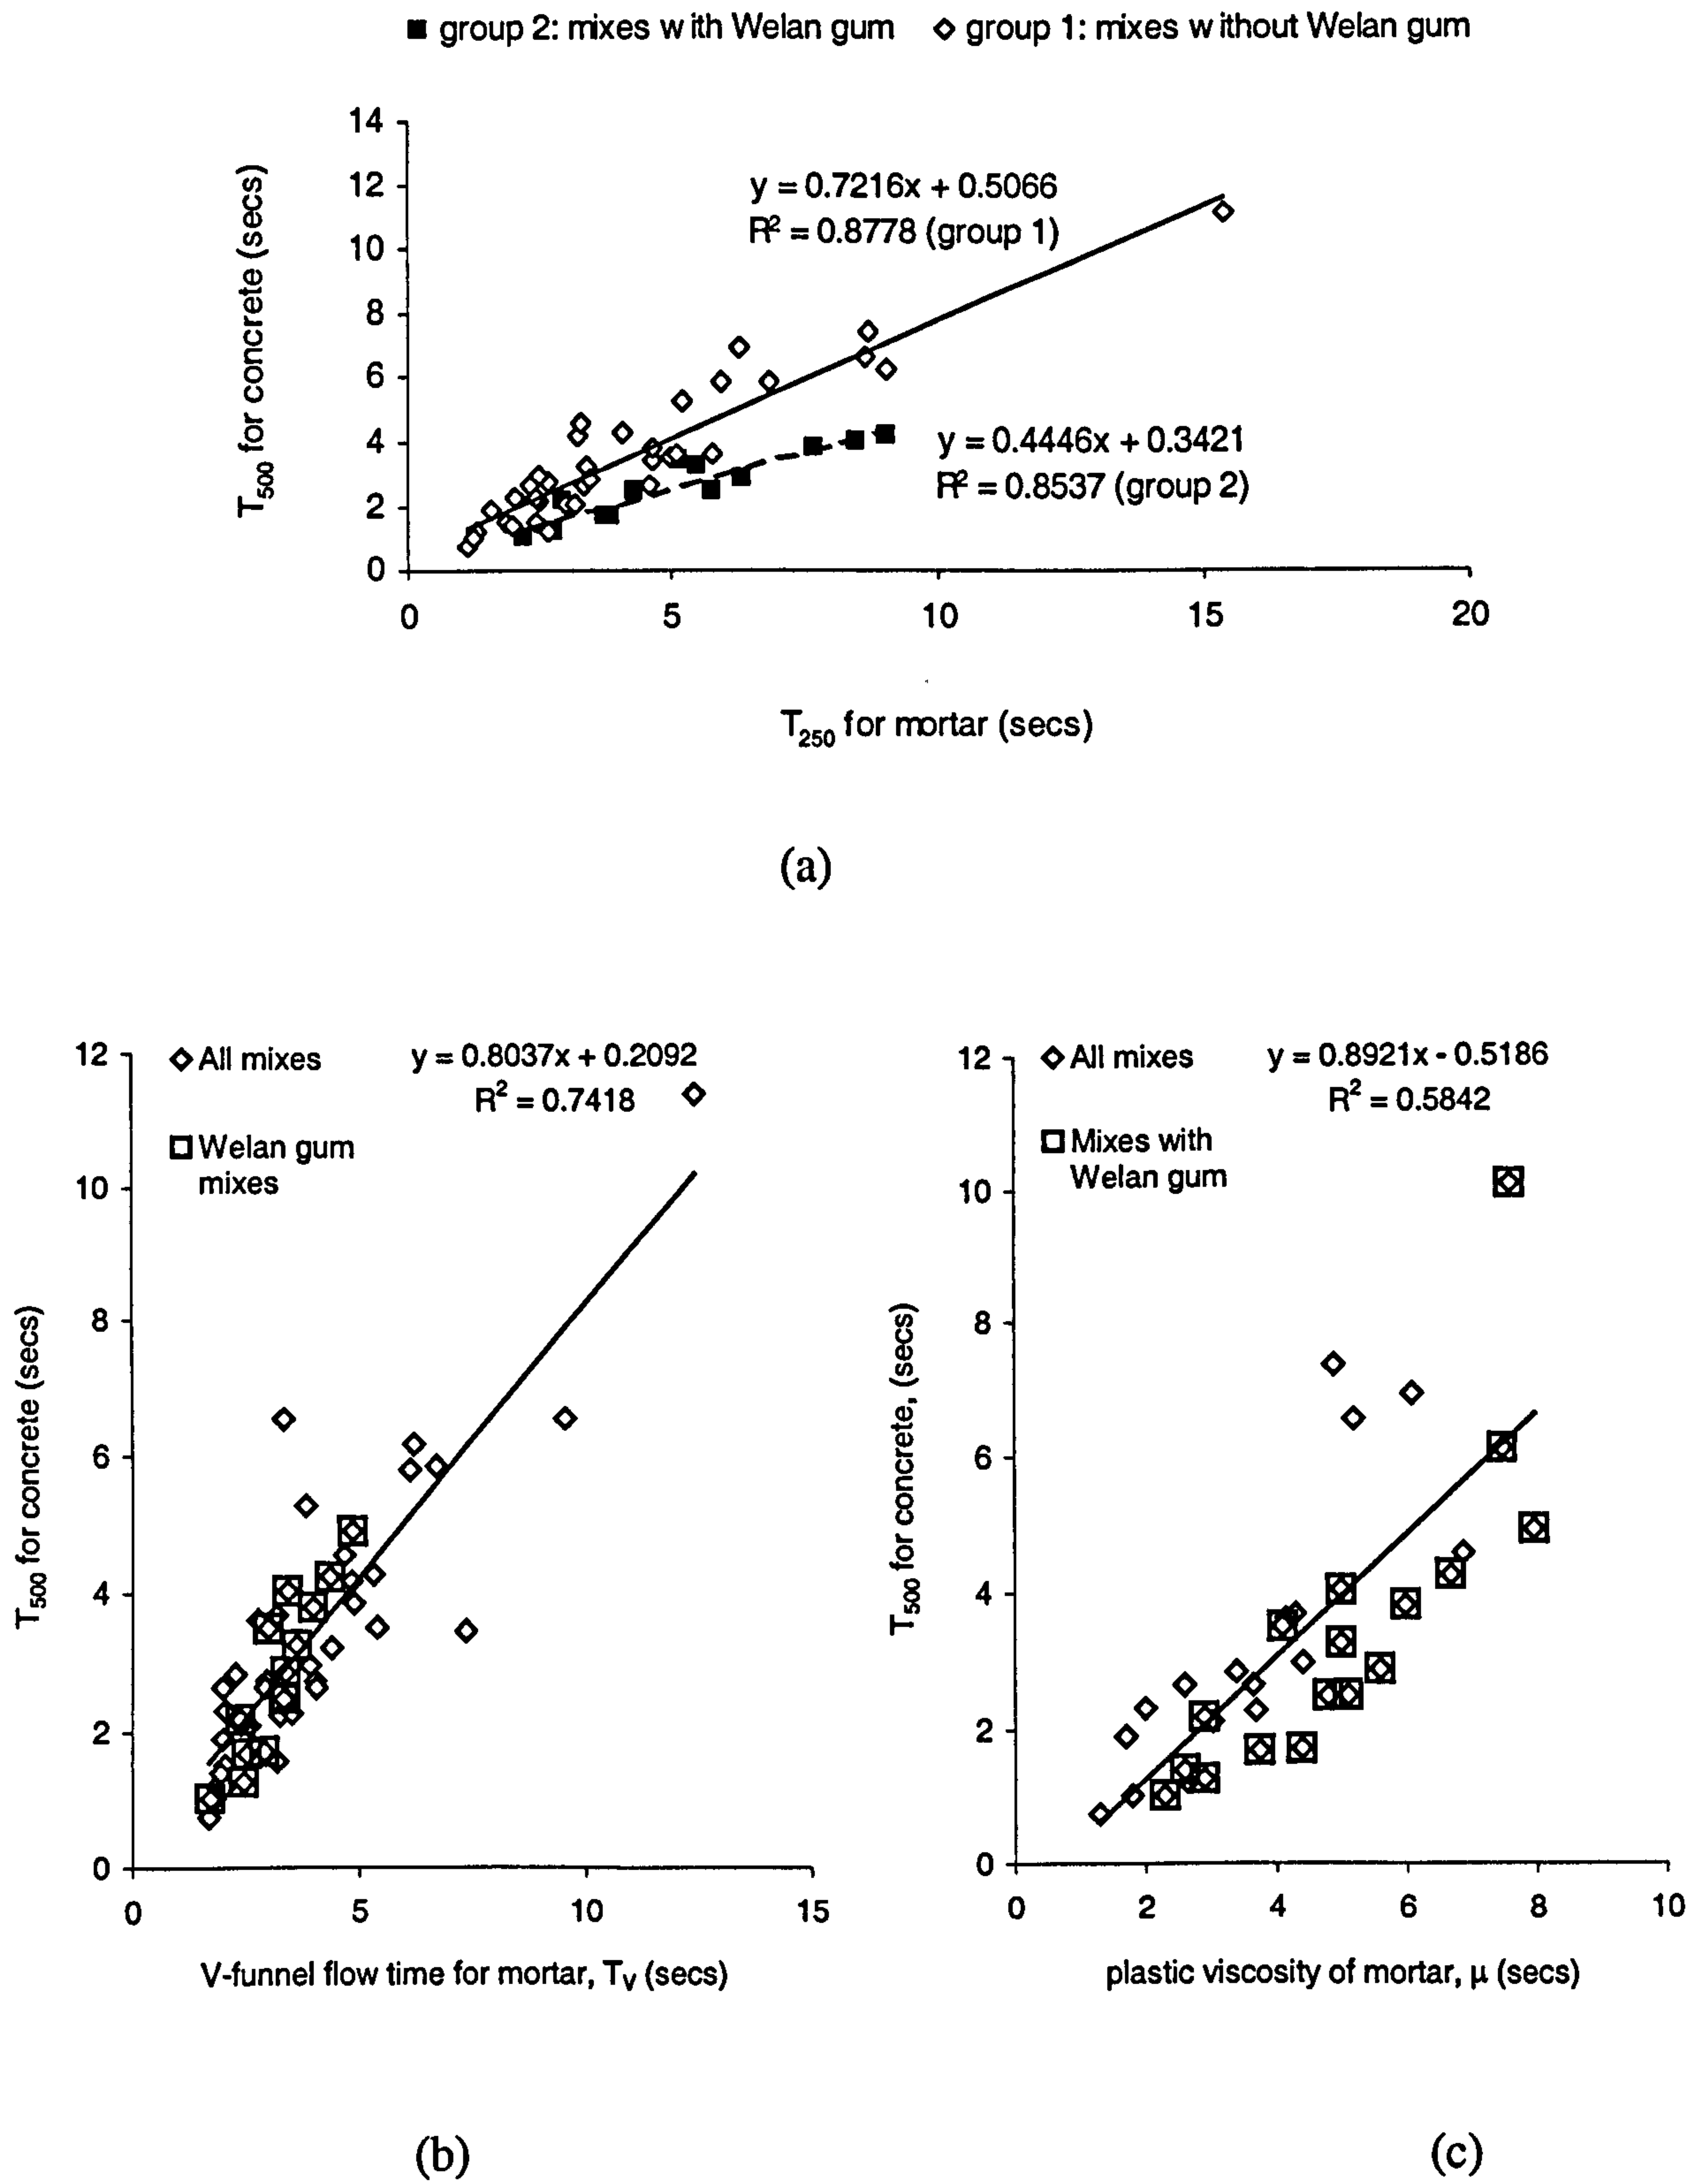 group 2: mixes with Welan gum group 1: mixes without Welan gum
14
12
10
8
6
4
2
0
T500 for concrete (secs)
y = 0.7216x + 0.5066
R² = 0.8778 (group 1)
y = 0.4446x + 0.3421
R² = 0.8537 (group 2)
0 5 10 15 20
T250 for mortar (secs)
(a)
12
10
8
6
4
2
0
T500 for concrete (secs)
All mixes
Welan gum
mixes
y = 0.8037x + 0.2092
R² = 0.7418
0 5 10 15
V-funnel flow time for mortar, TV (secs)
(b)
12
10
8
6
4
2
0
T500 for concrete, (secs)
All mixes
Mixes with
Welan gum
y = 0.8921x - 0.5186
R² = 0.5842
0 2 4 6 8 10
plastic viscosity of mortar, μ (secs)
(c)